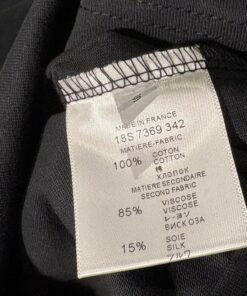 MADE IN FRANCE
18S 7369 342
MATIERE-FABRIC
100% COTON
COTTON
棉
ХЛОПОК
MATIERE SECONDAIRE
SECOND FABRIC
85% VISCOSE
VISCOSE
レーヨン
ВИСКОЗА
15% SOIE
SILK